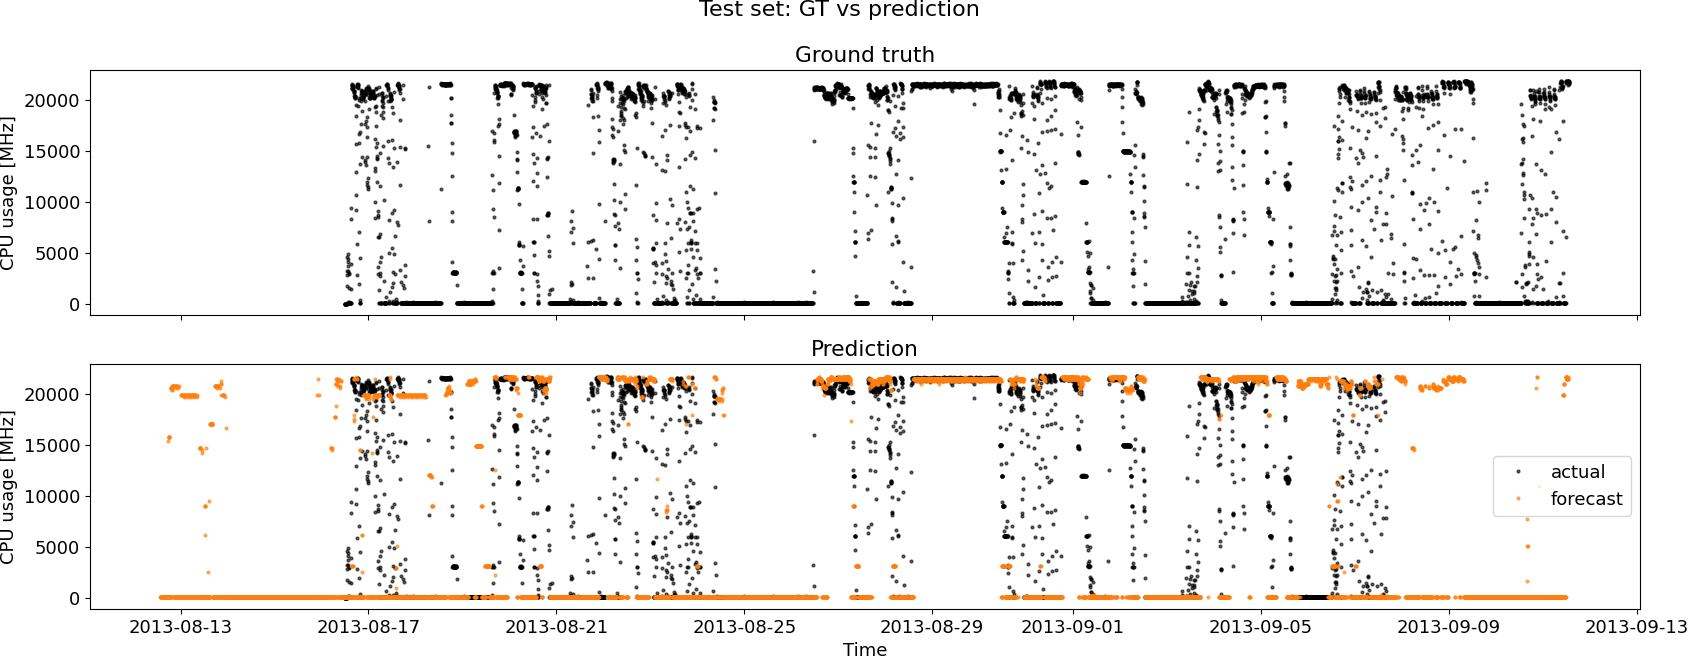 Test set: GT vs prediction
Ground truth
CPU usage [MHz]
20000
15000
10000
5000
0
Prediction
CPU usage [MHz]
20000
15000
10000
5000
0
actual
forecast
2013-08-13 2013-08-17 2013-08-21 2013-08-25 2013-08-29 2013-09-01 2013-09-05 2013-09-09 2013-09-13
Time